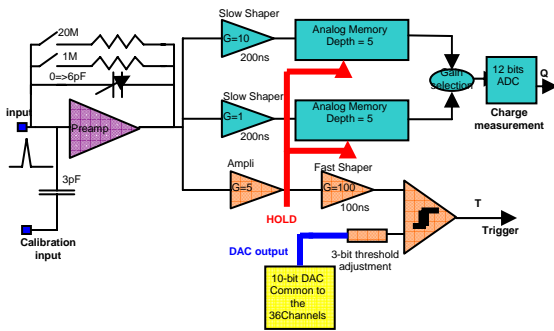 20M
1M
0=>6pF
input
Preamp
3pF
Calibration
input
Slow Shaper
G=10
200ns
Analog Memory
Depth = 5
Slow Shaper
G=1
200ns
Analog Memory
Depth = 5
Gain
selection
12 bits
ADC
Q
Charge
measurement
Ampli
G=5
Fast Shaper
G=100
100ns
HOLD
T
Trigger
DAC output
3-bit threshold
adjustment
10-bit DAC
Common to
the
36Channels